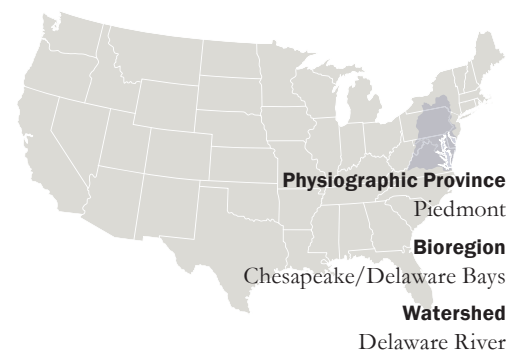 Physiographic Province
Piedmont
Bioregion
Chesapeake/Delaware Bays
Watershed
Delaware River